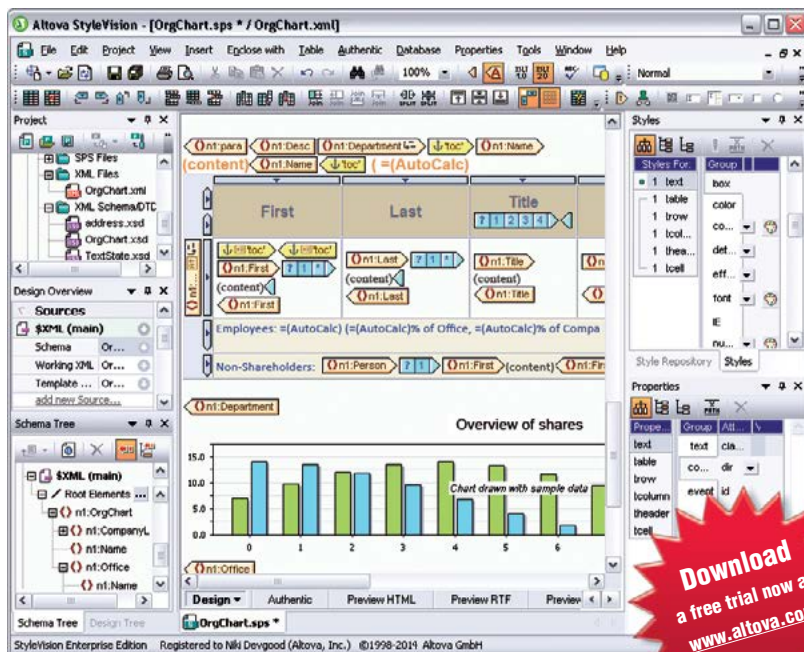 Altova StyleVision - [OrgChart.sps * / OrgChart.xml]
File Edit Project View Insert Enclose with Table Authentic Database Properties Tools Window Help
100% Normal
Project
SPS Files
XML Files
OrgChart.xml
XML Schema/DTD
address.xsd
OrgChart.xsd
TextState.xsd
Design Overview
Sources
$XML (main)
Schema Or...
Working XML Or...
Template ... Or...
add new Source...
Schema Tree
$XML (main)
Root Elements ...
n1:OrgChart
n1:CompanyL
n1:Name
n1:Office
n1:Name
Schema Tree Design Tree
n1:para n1:Desc n1:Department 'toc' n1:Name
(content) n1:Name 'toc' ( =(AutoCalc)
First Last Title
? 1 2 3 4
'toc' 'toc'
n1:First ? 1 * n1:Last ? 1 * n1:Title
(content) (content) (content)
n1:First n1:Last n1:Title
Employees: =(AutoCalc) (=(AutoCalc)% of Office, =(AutoCalc)% of Compa
Non-Shareholders: n1:Person ? 1 n1:First (content) n1:Fir
n1:Department
Overview of shares
15.0
10.0
5.0
0.0
Chart drawn with sample data
0 1 2 3 4 5 6
n1:Office
Design Authentic Preview HTML Preview RTF Preview
OrgChart.sps *
Styles
Styles For: Group
1 text
1 table
1 trow
1 tcol...
1 thea...
1 tcell
box
color
co...
det...
eff...
font
IE
nu...
Style Repository Styles
Properties
Prope... Group Att...
text text cla...
table co... dir
trow event id
tcolumn
theader
tcell
Download
a free trial now a
www.altova.co
StyleVision Enterprise Edition Registered to Niki Devgood (Altova, Inc.) ©1998-2014 Altova GmbH